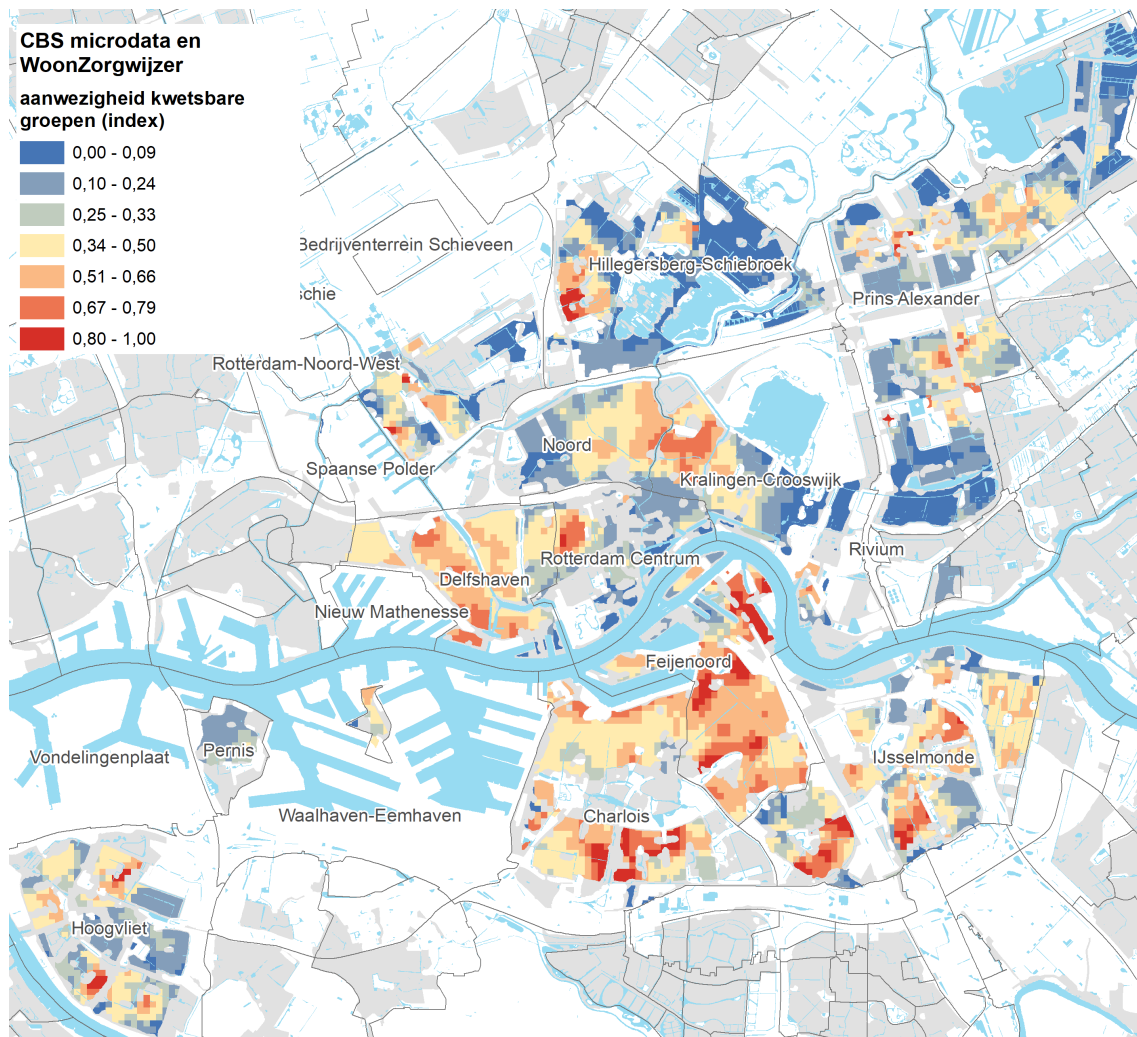 CBS microdata en
WoonZorgwijzer
aanwezigheid kwetsbare
groepen (index)
0,00 - 0,09
0,10 - 0,24
0,25 - 0,33
0,34 - 0,50
0,51 - 0,66
0,67 - 0,79
0,80 - 1,00
Bedrijventerrein Schieveen
schie
Hillegersberg-Schiebroek
Prins Alexander
Rotterdam-Noord-West
Noord
Spaanse Polder
Kralingen-Crooswijk
Rotterdam Centrum
Rivium
Delfshaven
Nieuw Mathenesse
Feijenoord
Vondelingenplaat
Pernis
IJsselmonde
Waalhaven-Eemhaven
Charlois
Hoogvliet